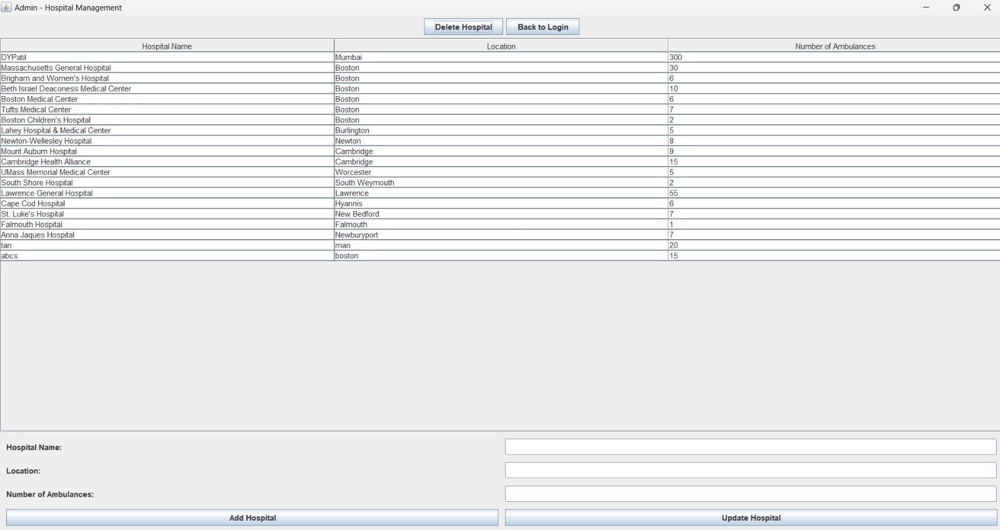 Admin - Hospital Management
Delete Hospital Back to Login
Hospital Name Location Number of Ambulances
DYPatil Mumbai 300
Massachusetts General Hospital Boston 30
Brigham and Women's Hospital Boston 6
Beth Israel Deaconess Medical Center Boston 10
Boston Medical Center Boston 6
Tufts Medical Center Boston 7
Boston Children's Hospital Boston 2
Lahey Hospital & Medical Center Burlington 5
Newton-Wellesley Hospital Newton 8
Mount Auburn Hospital Cambridge 9
Cambridge Health Alliance Cambridge 15
UMass Memorial Medical Center Worcester 5
South Shore Hospital South Weymouth 2
Lawrence General Hospital Lawrence 55
Cape Cod Hospital Hyannis 6
St. Luke's Hospital New Bedford 7
Falmouth Hospital Falmouth 1
Anna Jaques Hospital Newburyport 7
tan man 20
abcs boston 15
Hospital Name:
Location:
Number of Ambulances:
Add Hospital Update Hospital